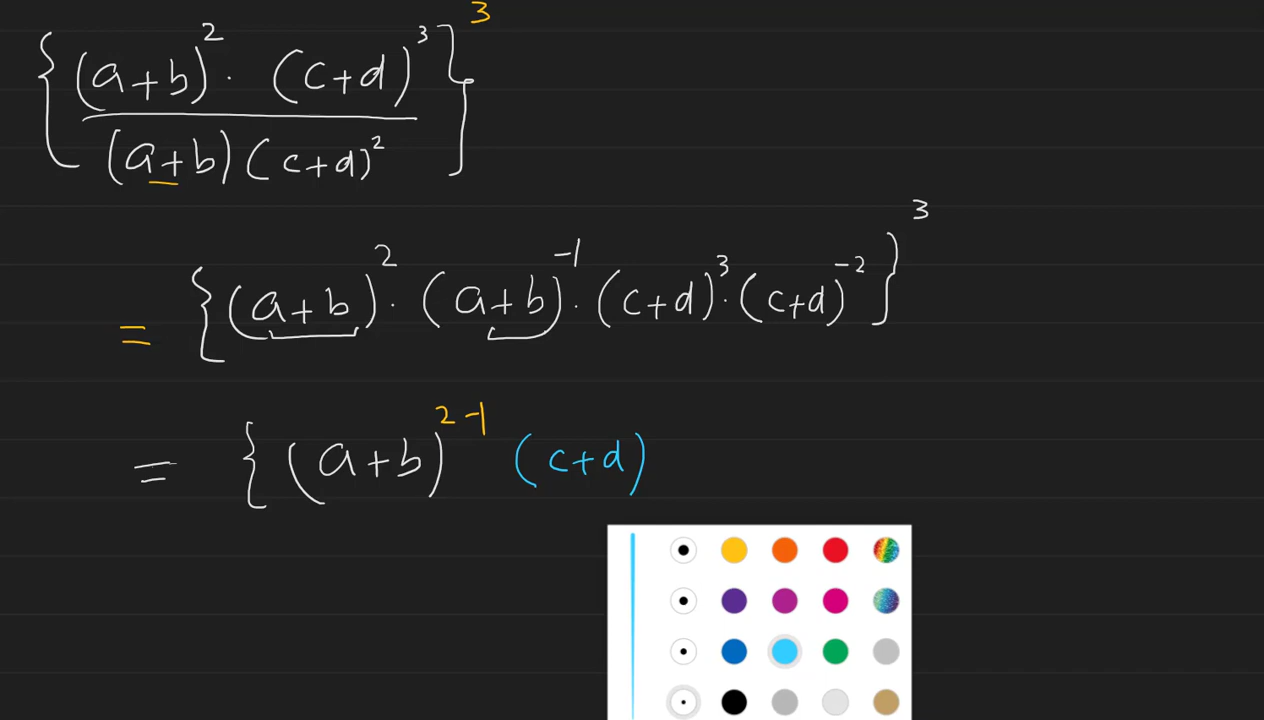 { (a+b)² · (c+d)³ / (a+b)(c+d)² }³
= { (a+b)² · (a+b)⁻¹ · (c+d)³ · (c+d)⁻² }³
= { (a+b)²⁻¹ (c+d)